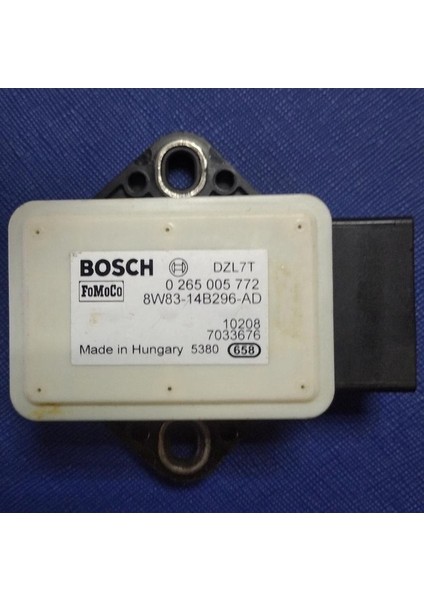 BOSCH DZL7T
FoMoCo 0 265 005 772
8W83-14B296-AD
10208
7033676
Made in Hungary 5380 658